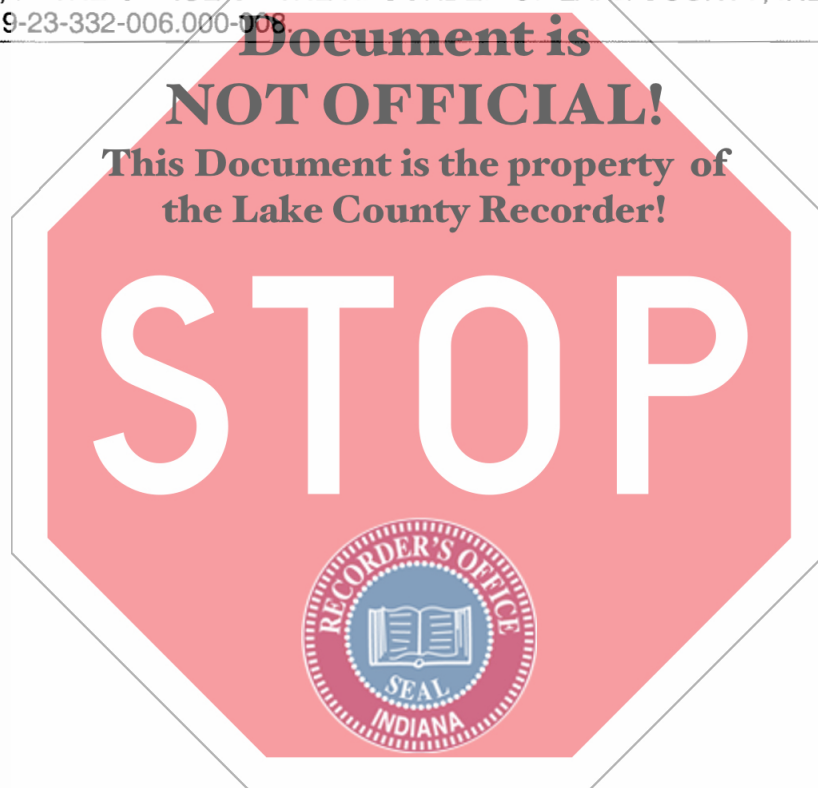 9-23-332-006.000-008.
Document is
NOT OFFICIAL!
This Document is the property of
the Lake County Recorder!
STOP
RECORDER'S OFFICE
SEAL
INDIANA